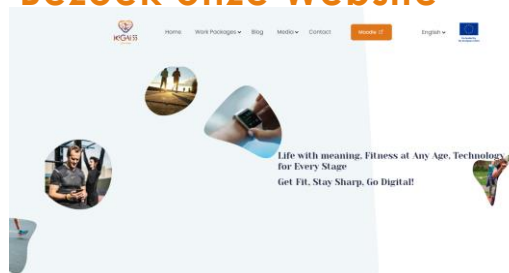 Bezoek onze website
Home Work Packages Blog Media Contact Moodle English
Life with meaning, Fitness at Any Age, Technology
for Every Stage
Get Fit, Stay Sharp, Go Digital!